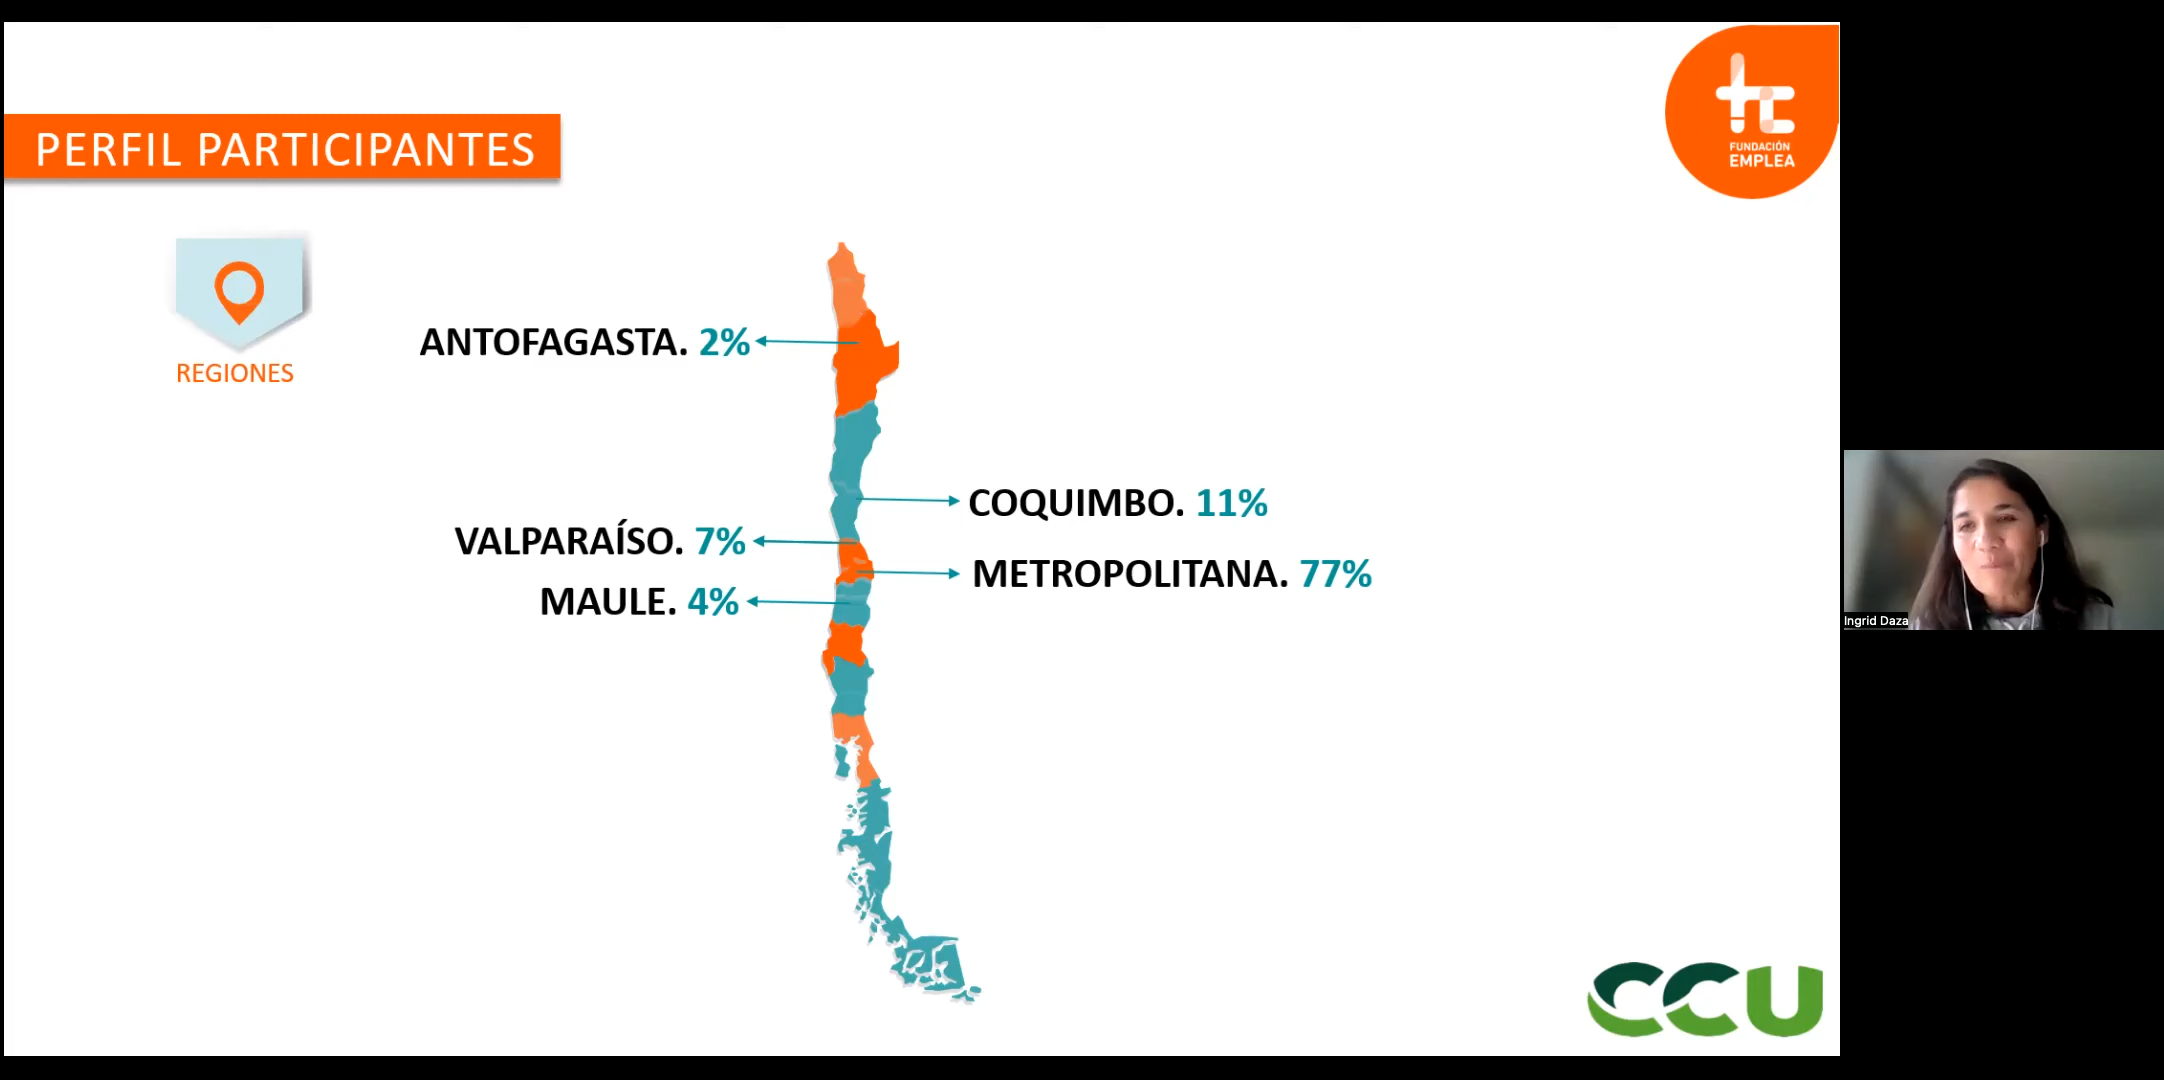 PERFIL PARTICIPANTES
FUNDACIÓN
EMPLEA
REGIONES
ANTOFAGASTA. 2%
COQUIMBO. 11%
VALPARAÍSO. 7%
METROPOLITANA. 77%
MAULE. 4%
Ingrid Daza
CCU